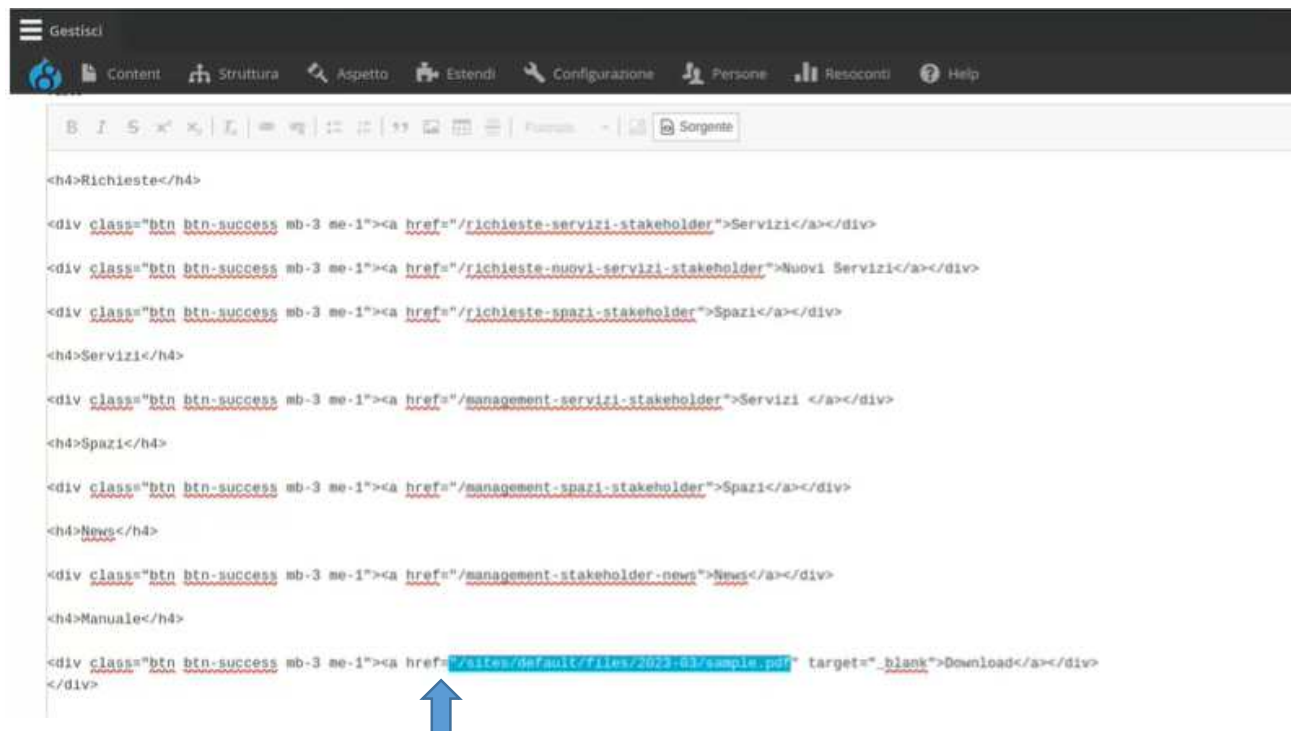 Gestisci
Content Struttura Aspetto Estendi Configurazione Persone Resoconti Help
B I S x² x₂ Iₓ Sorgente
<h4>Richieste</h4>
<div class="btn btn-success mb-3 me-1"><a href="/richieste-servizi-stakeholder">Servizi</a></div>
<div class="btn btn-success mb-3 me-1"><a href="/richieste-nuovi-servizi-stakeholder">Nuovi Servizi</a></div>
<div class="btn btn-success mb-3 me-1"><a href="/richieste-spazi-stakeholder">Spazi</a></div>
<h4>Servizi</h4>
<div class="btn btn-success mb-3 me-1"><a href="/management-servizi-stakeholder">Servizi </a></div>
<h4>Spazi</h4>
<div class="btn btn-success mb-3 me-1"><a href="/management-spazi-stakeholder">Spazi</a></div>
<h4>News</h4>
<div class="btn btn-success mb-3 me-1"><a href="/management-stakeholder-news">News</a></div>
<h4>Manuale</h4>
<div class="btn btn-success mb-3 me-1"><a href="/sites/default/files/2023-03/sample.pdf" target="_blank">Download</a></div>
</div>